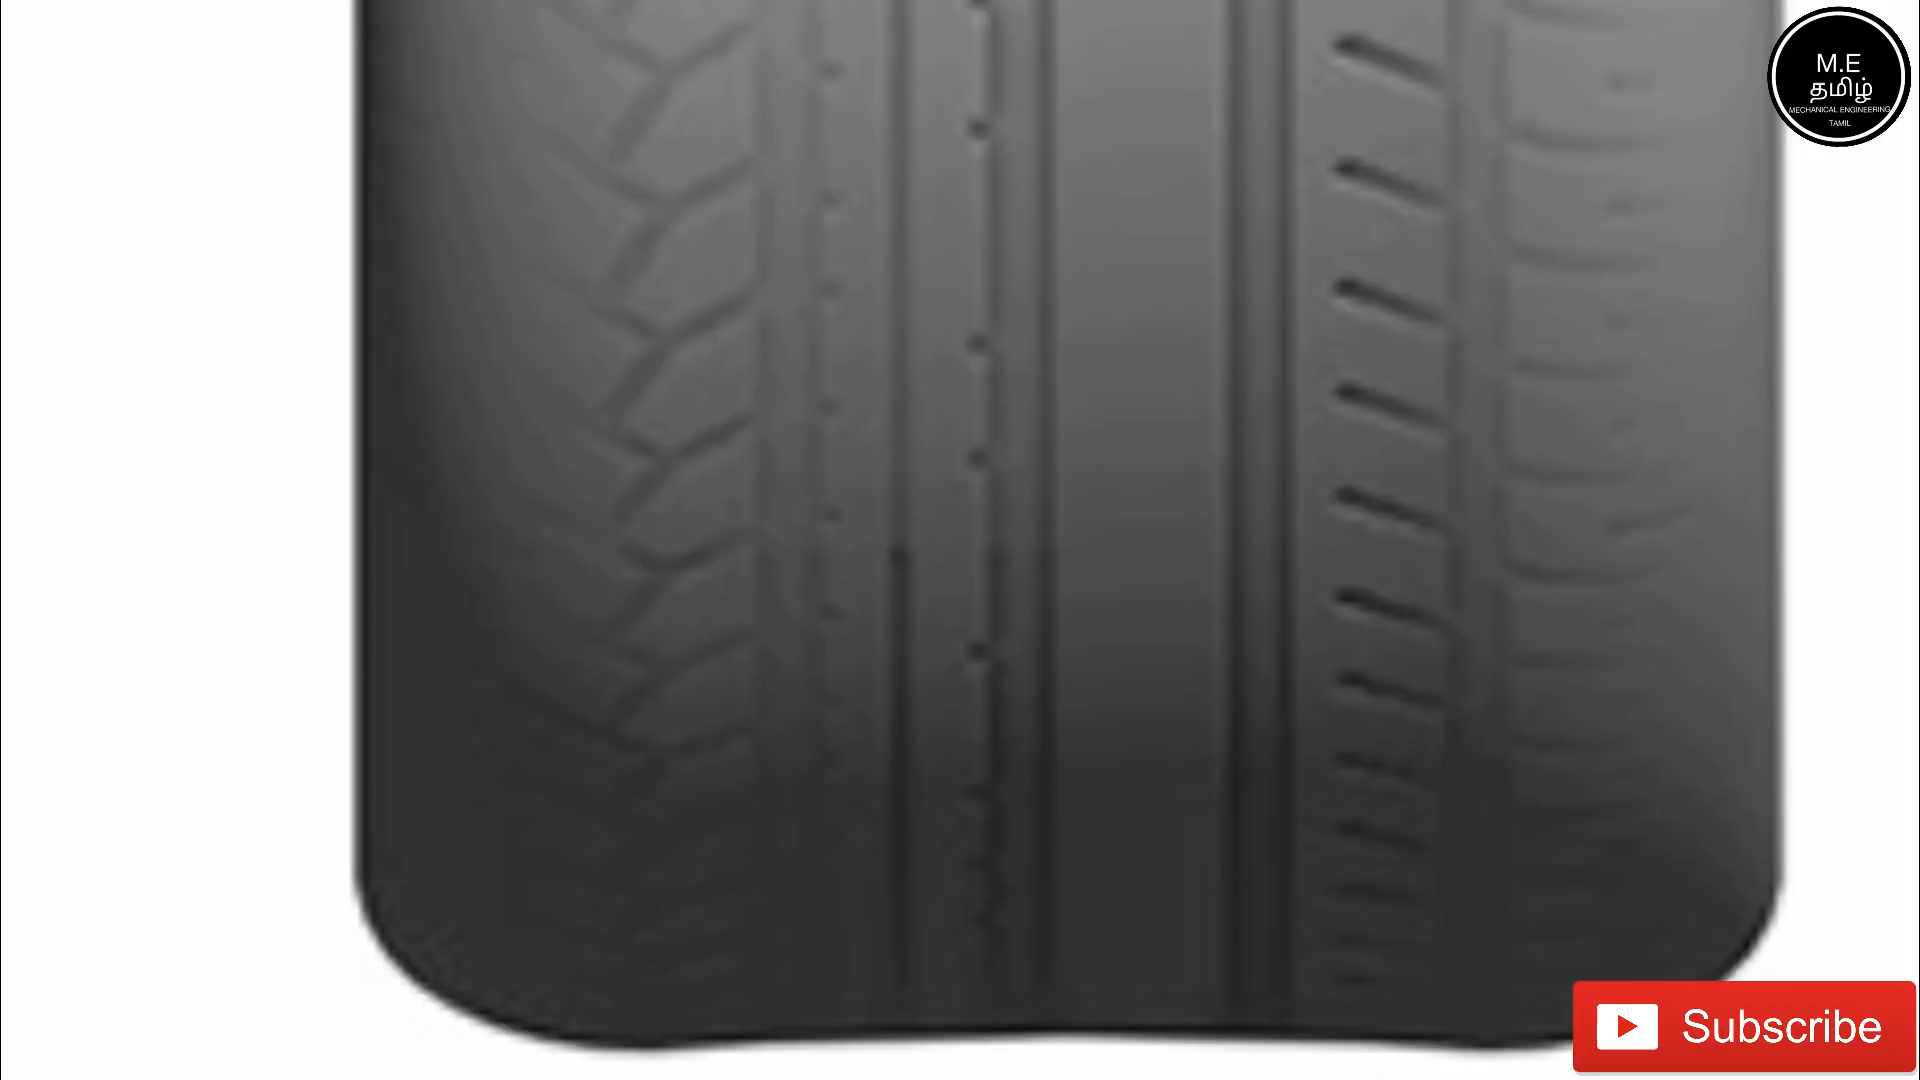 M.E
தமிழ்
MECHANICAL ENGINEERING
TAMIL
Subscribe